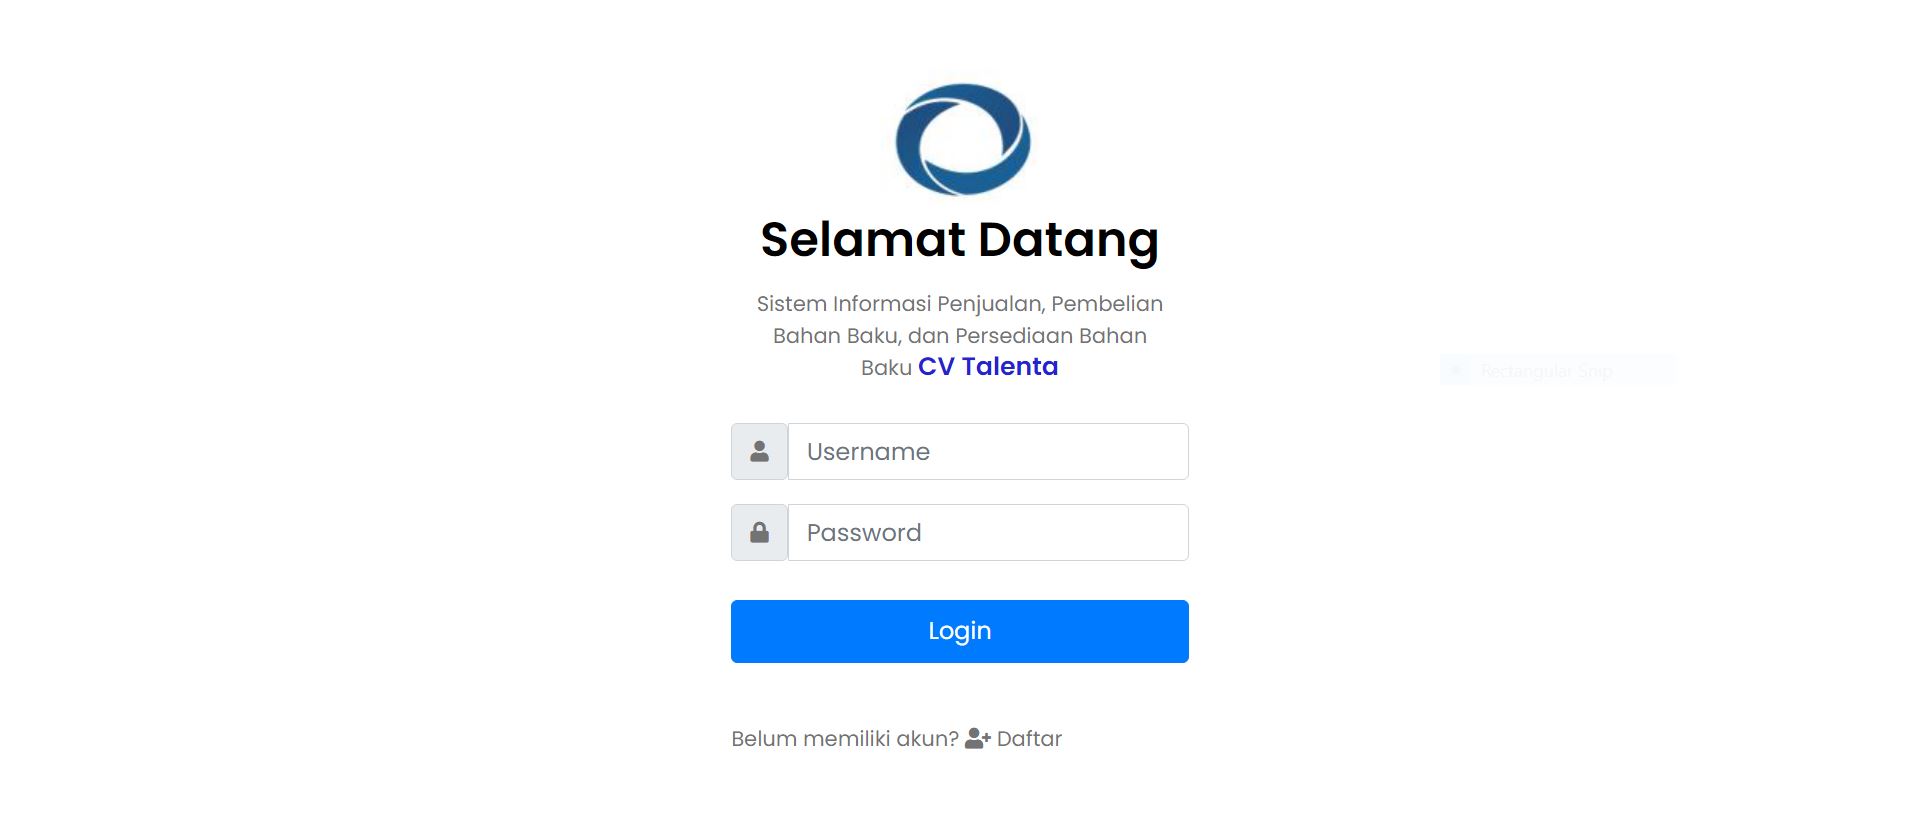 Selamat Datang
Sistem Informasi Penjualan, Pembelian
Bahan Baku, dan Persediaan Bahan
Baku CV Talenta
Rectangular Snip
Username
Password
Login
Belum memiliki akun? Daftar